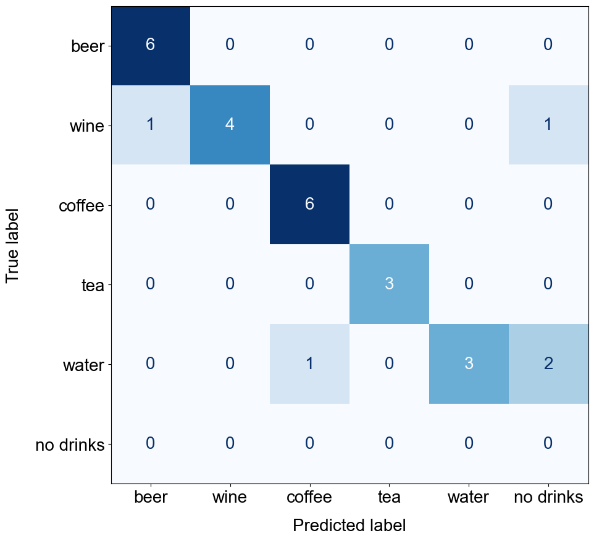 beer 6 0 0 0 0 0
wine 1 4 0 0 0 1
coffee 0 0 6 0 0 0
tea 0 0 0 3 0 0
water 0 0 1 0 3 2
no drinks 0 0 0 0 0 0
beer wine coffee tea water no drinks
Predicted label
True label